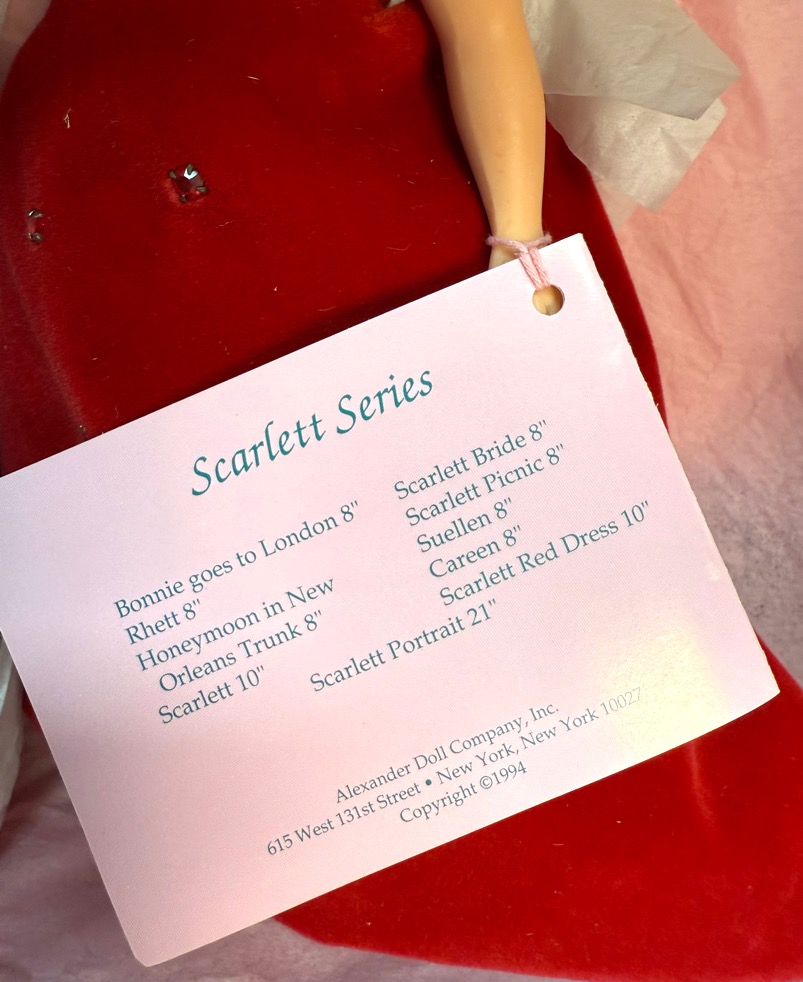 Scarlett Series
Bonnie goes to London 8"
Rhett 8"
Honeymoon in New
Orleans Trunk 8"
Scarlett 10"
Scarlett Bride 8"
Scarlett Picnic 8"
Suellen 8"
Careen 8"
Scarlett Red Dress 10"
Scarlett Portrait 21"
Alexander Doll Company, Inc.
615 West 131st Street • New York, New York 10027
Copyright ©1994